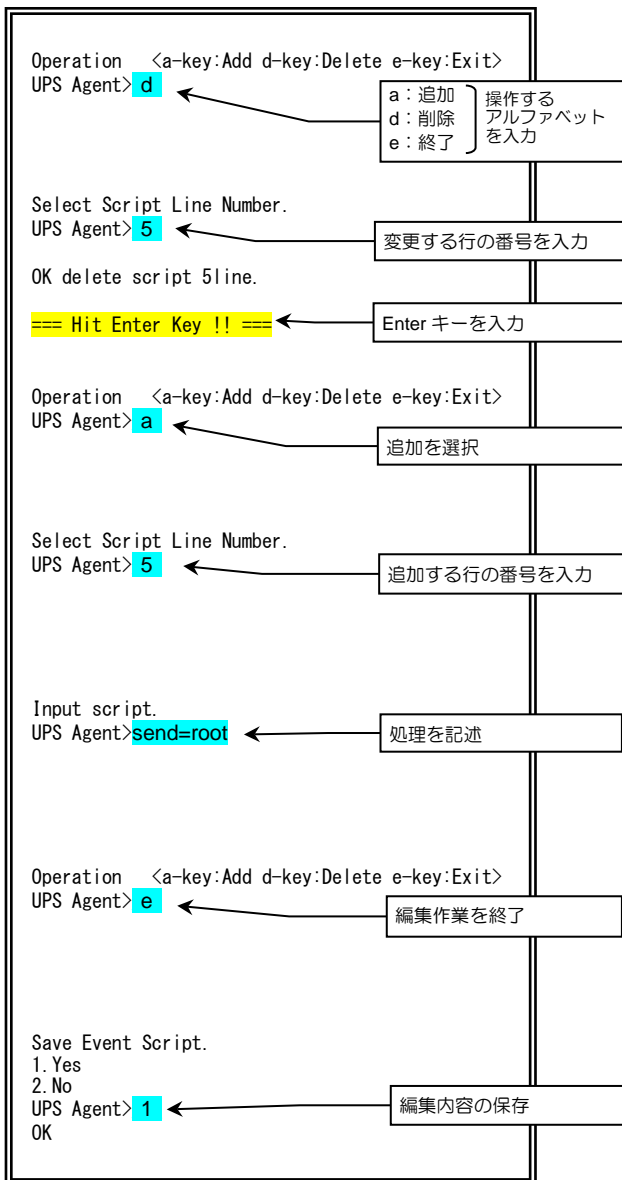 Operation <a-key:Add d-key:Delete e-key:Exit>
UPS Agent> d
a：追加
d：削除
e：終了
操作する
アルファベット
を入力
Select Script Line Number.
UPS Agent> 5
変更する行の番号を入力
OK delete script 5line.
=== Hit Enter Key !! ===
Enter キーを入力
Operation <a-key:Add d-key:Delete e-key:Exit>
UPS Agent> a
追加を選択
Select Script Line Number.
UPS Agent> 5
追加する行の番号を入力
Input script.
UPS Agent>send=root
処理を記述
Operation <a-key:Add d-key:Delete e-key:Exit>
UPS Agent> e
編集作業を終了
Save Event Script.
1.Yes
2.No
UPS Agent> 1
編集内容の保存
OK